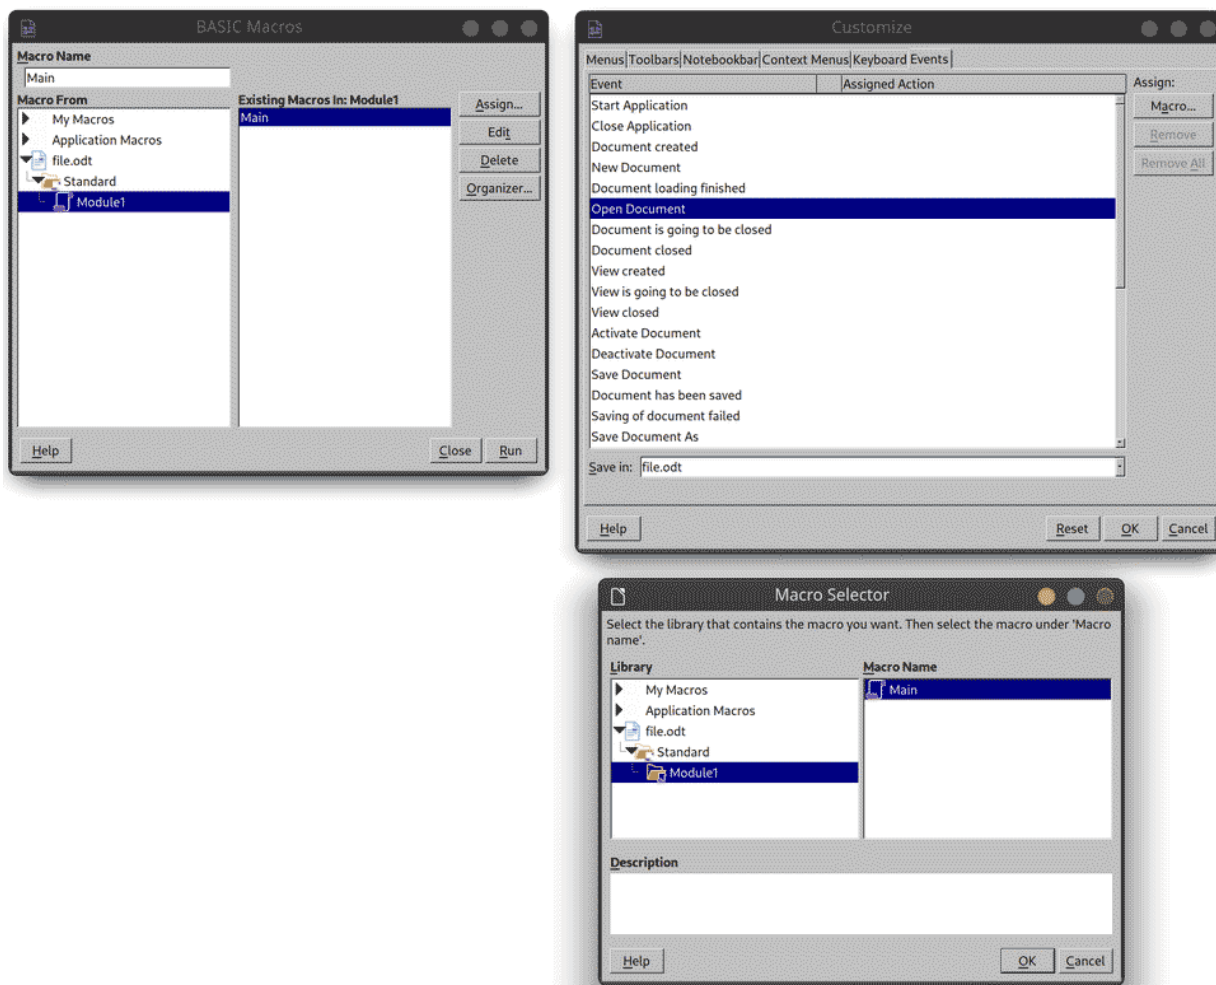 BASIC Macros
Macro Name
Main
Macro From
Existing Macros In: Module1
My Macros
Application Macros
file.odt
Standard
Module1
Main
Assign...
Edit
Delete
Organizer...
Help
Close
Run
Customize
Menus Toolbars Notebookbar Context Menus Keyboard Events
Event
Assigned Action
Start Application
Close Application
Document created
New Document
Document loading finished
Open Document
Document is going to be closed
Document closed
View created
View is going to be closed
View closed
Activate Document
Deactivate Document
Save Document
Document has been saved
Saving of document failed
Save Document As
Assign:
Macro...
Remove
Remove All
Save in: file.odt
Help
Reset
OK
Cancel
Macro Selector
Select the library that contains the macro you want. Then select the macro under 'Macro
name'.
Library
Macro Name
My Macros
Application Macros
file.odt
Standard
Module1
Main
Description
Help
OK
Cancel